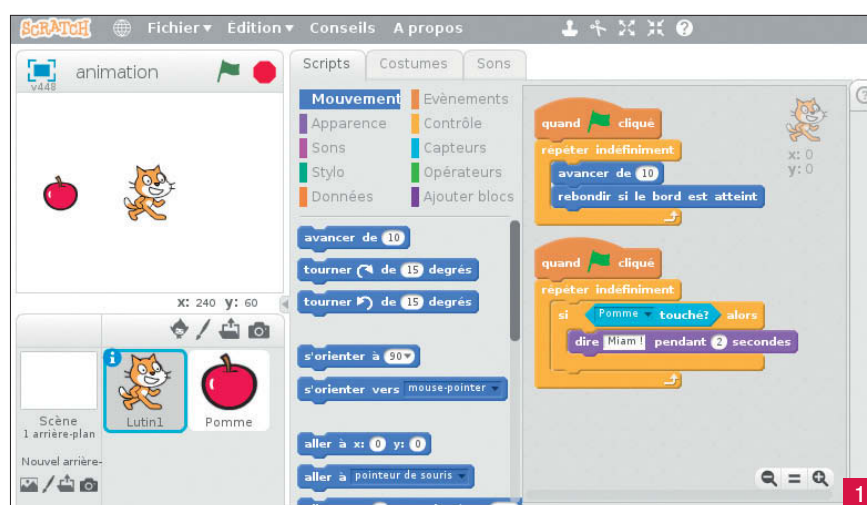 SCRATCH Fichier Édition Conseils A propos
v448
animation
x: 240 y: 60
Scène
1 arrière-plan
Lutin1
Pomme
Nouvel arrière-
Scripts Costumes Sons
Mouvement Evènements
Apparence Contrôle
Sons Capteurs
Stylo Opérateurs
Données Ajouter blocs
avancer de 10
tourner de 15 degrés
tourner de 15 degrés
s'orienter à 90
s'orienter vers mouse-pointer
aller à x: 0 y: 0
aller à pointeur de souris
quand cliqué
répéter indéfiniment
avancer de 10
rebondir si le bord est atteint
quand cliqué
répéter indéfiniment
si Pomme touché? alors
dire Miam ! pendant 2 secondes
x: 0
y: 0
1